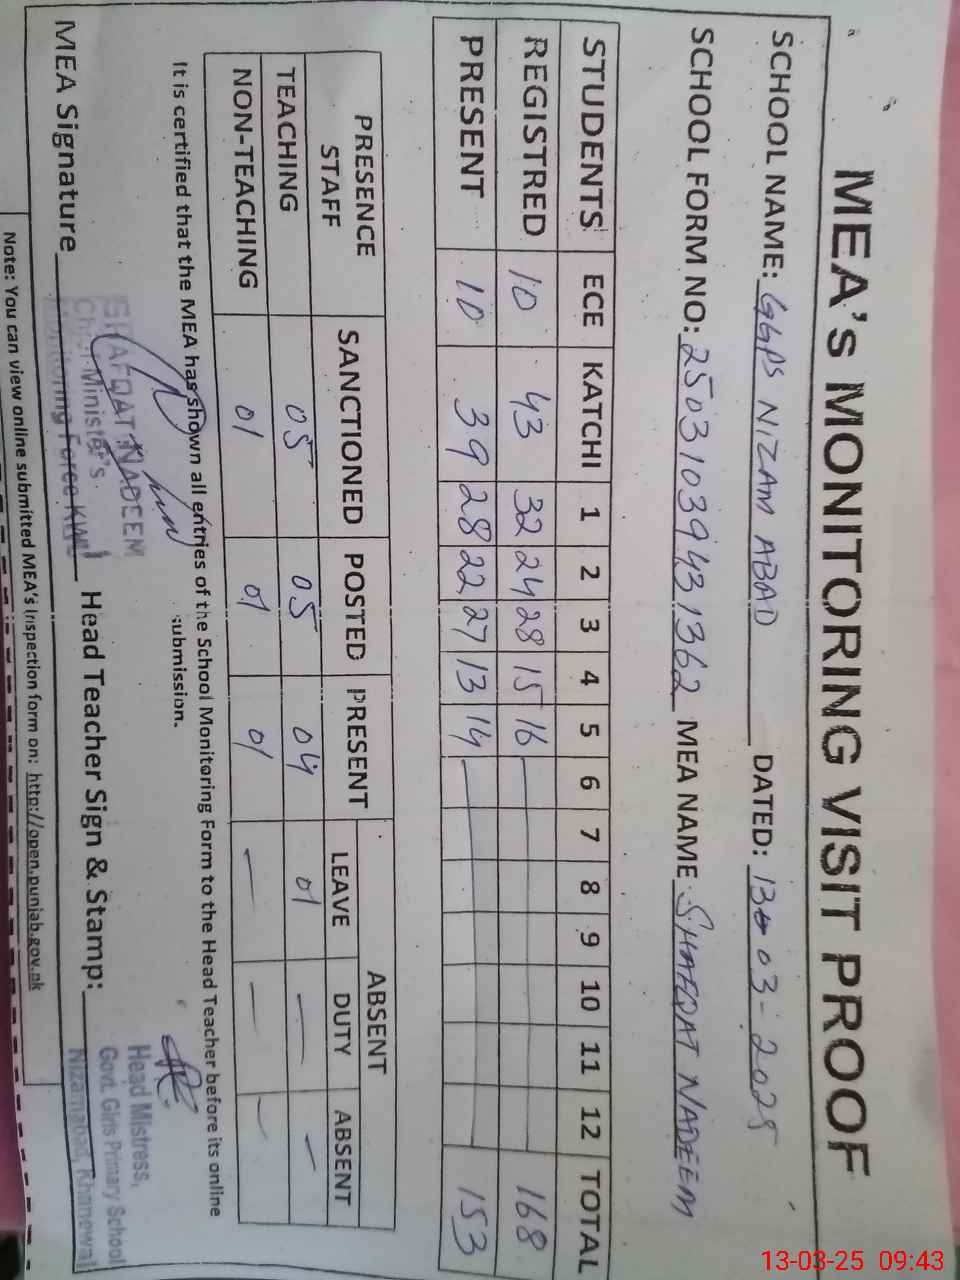 MEA's MONITORING VISIT PROOF
SCHOOL NAME: GGPS NIZAM ABAD DATED: 13-03-2025
SCHOOL FORM NO: 25031039431362 MEA NAME SHAFQAT NADEEM
STUDENTS ECE KATCHI 1 2 3 4 5 6 7 8 9 10 11 12 TOTAL
REGISTRED 10 43 32 24 28 15 16 168
PRESENT 10 39 28 22 27 13 14 153
PRESENCE STAFF SANCTIONED POSTED PRESENT ABSENT
LEAVE DUTY ABSENT
TEACHING 05 05 04 01 — —
NON-TEACHING 01 01 01 — — —
It is certified that the MEA has shown all entries of the School Monitoring Form to the Head Teacher before its online
submission.
SHAFQAT NADEEM
Chief Minister's
Monitoring Force KWL
Head Mistress,
Govt. Girls Primary School
Nizamabad, Khanewal
MEA Signature Head Teacher Sign & Stamp:
Note: You can view online submitted MEA's Inspection form on: http://open.punjab.gov.pk
13-03-25 09:43